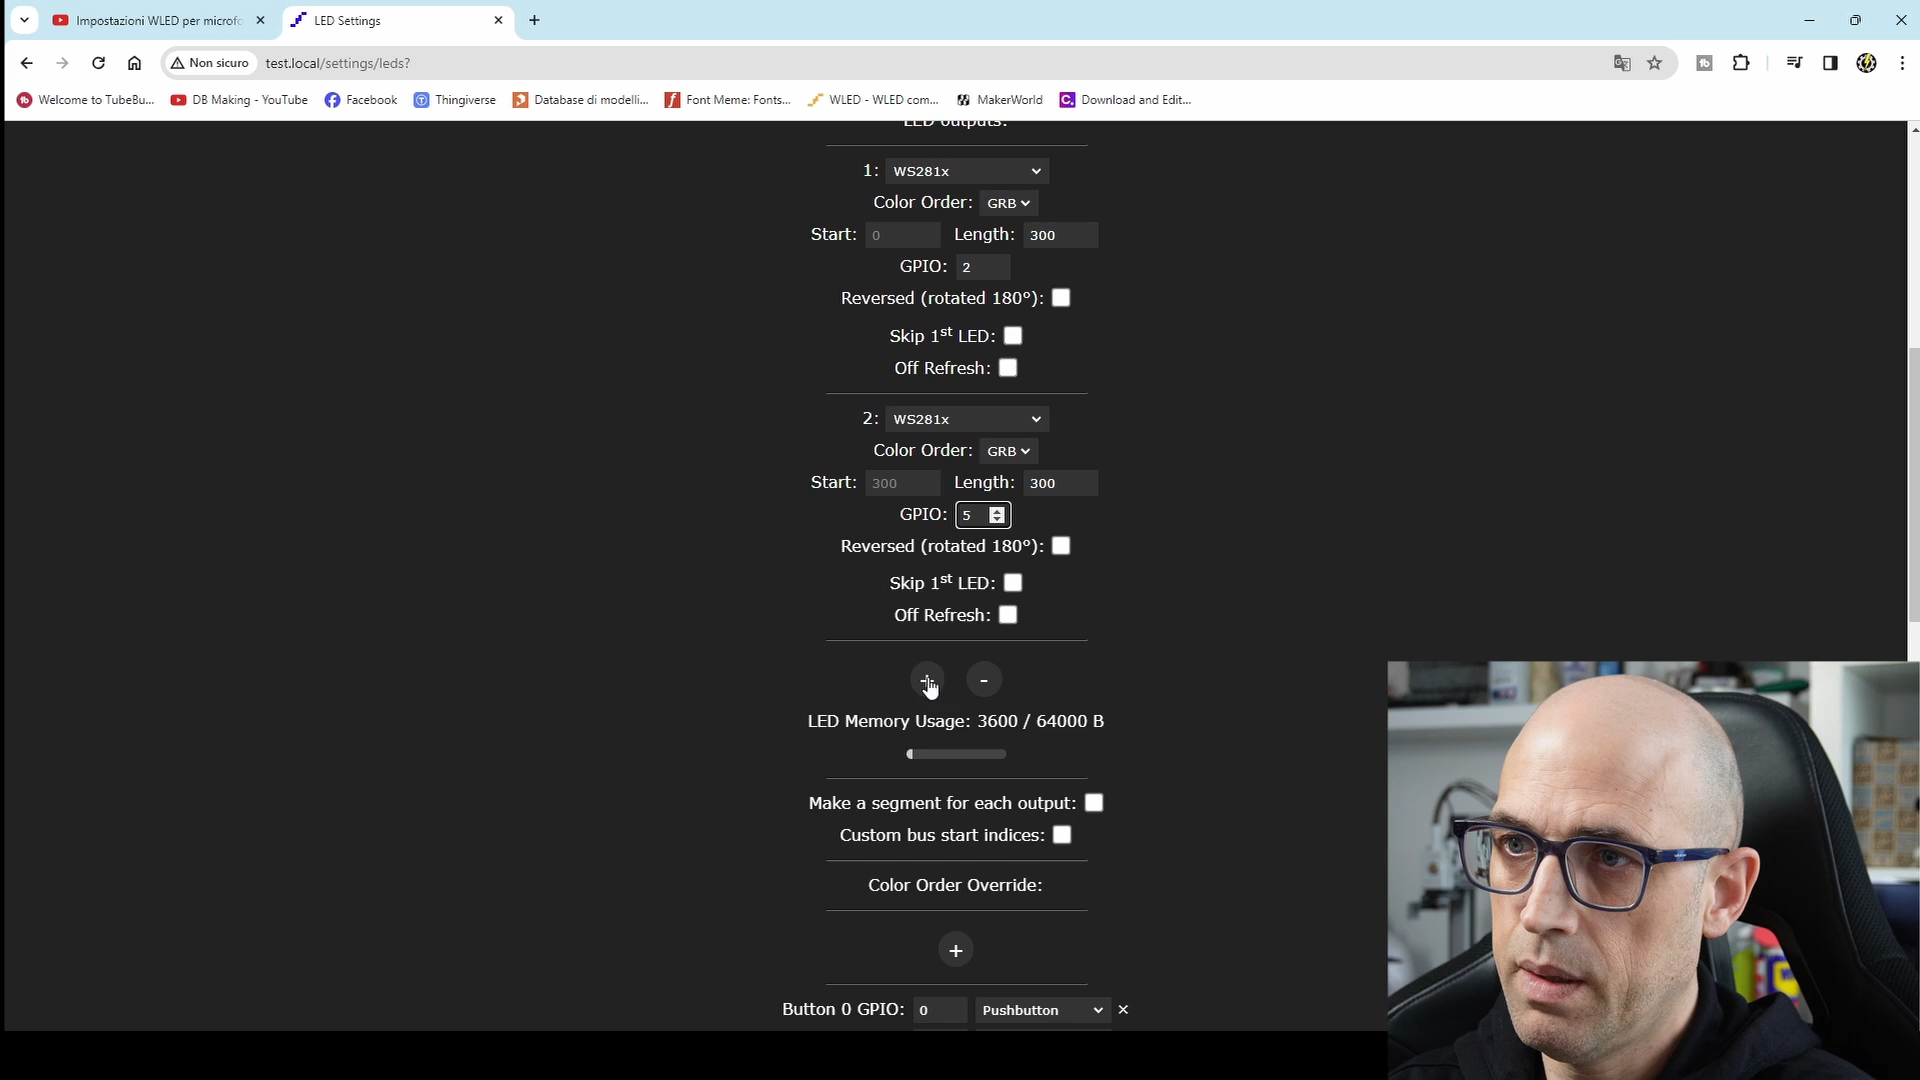 Impostazioni WLED per microfo
LED Settings
Non sicuro
test.local/settings/leds?
Welcome to TubeBu...
DB Making - YouTube
Facebook
Thingiverse
Database di modelli...
Font Meme: Fonts...
WLED - WLED com...
MakerWorld
Download and Edit...
LED outputs:
1: WS281x
Color Order: GRB
Start: 0 Length: 300
GPIO: 2
Reversed (rotated 180°):
Skip 1st LED:
Off Refresh:
2: WS281x
Color Order: GRB
Start: 300 Length: 300
GPIO: 5
Reversed (rotated 180°):
Skip 1st LED:
Off Refresh:
+ -
LED Memory Usage: 3600 / 64000 B
Make a segment for each output:
Custom bus start indices:
Color Order Override:
+
Button 0 GPIO: 0 Pushbutton ×